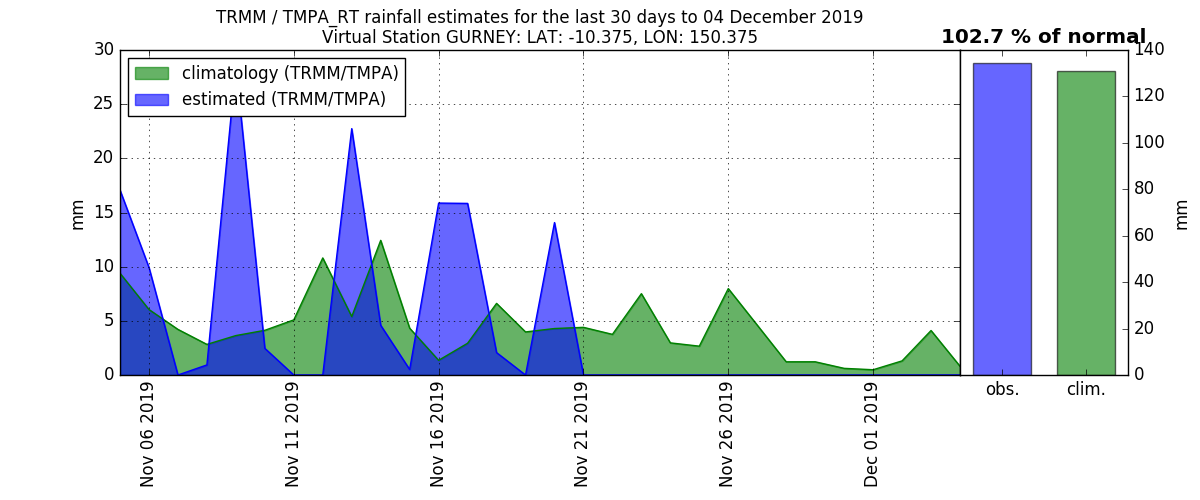 TRMM / TMPA_RT rainfall estimates for the last 30 days to 04 December 2019
Virtual Station GURNEY: LAT: -10.375, LON: 150.375
102.7 % of normal
climatology (TRMM/TMPA)
estimated (TRMM/TMPA)
30
25
20
15
10
5
0
mm
140
120
100
80
60
40
20
0
mm
Nov 06 2019
Nov 11 2019
Nov 16 2019
Nov 21 2019
Nov 26 2019
Dec 01 2019
obs.
clim.